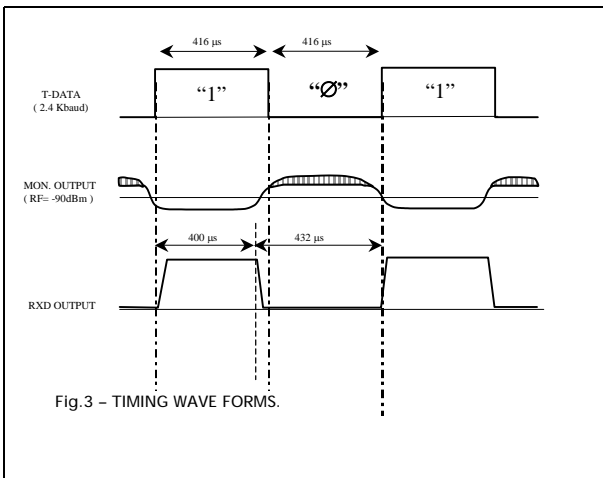 416 µs 416 µs
T-DATA
( 2.4 Kbaud)
“1” “Ø” “1”
MON. OUTPUT
( RF= -90dBm )
400 µs 432 µs
RXD OUTPUT
Fig.3 – TIMING WAVE FORMS.